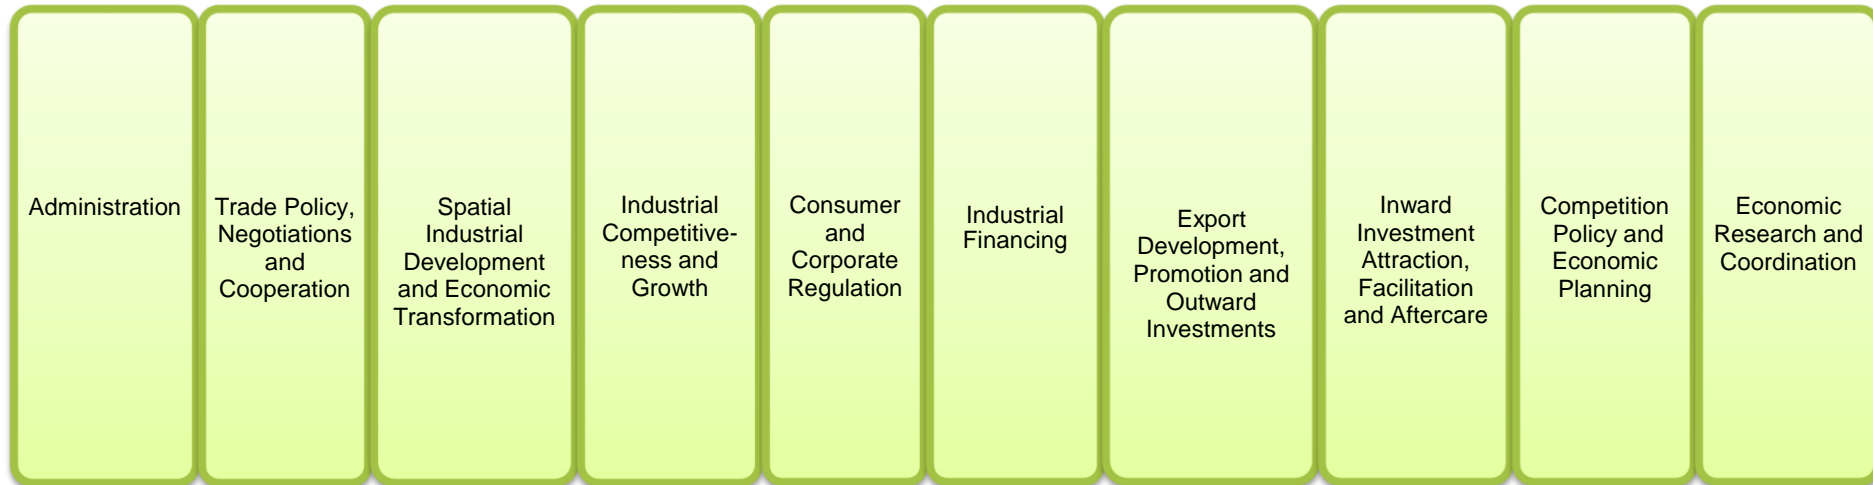 Administration
Trade Policy,
Negotiations
and
Cooperation
Spatial
Industrial
Development
and Economic
Transformation
Industrial
Competitive-
ness and
Growth
Consumer
and
Corporate
Regulation
Industrial
Financing
Export
Development,
Promotion and
Outward
Investments
Inward
Investment
Attraction,
Facilitation
and Aftercare
Competition
Policy and
Economic
Planning
Economic
Research and
Coordination